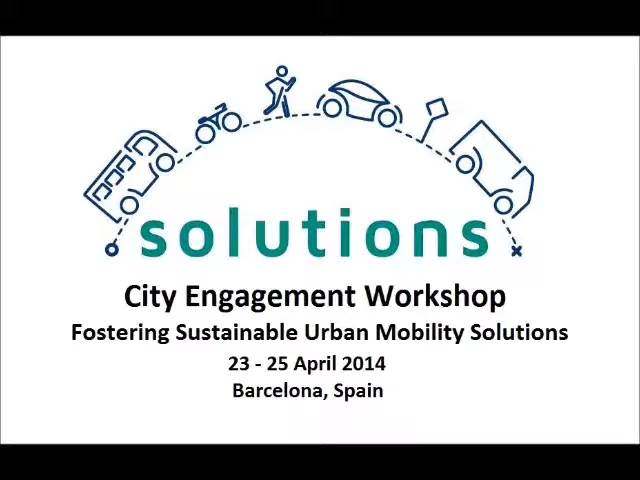 solutions
City Engagement Workshop
Fostering Sustainable Urban Mobility Solutions
23 - 25 April 2014
Barcelona, Spain